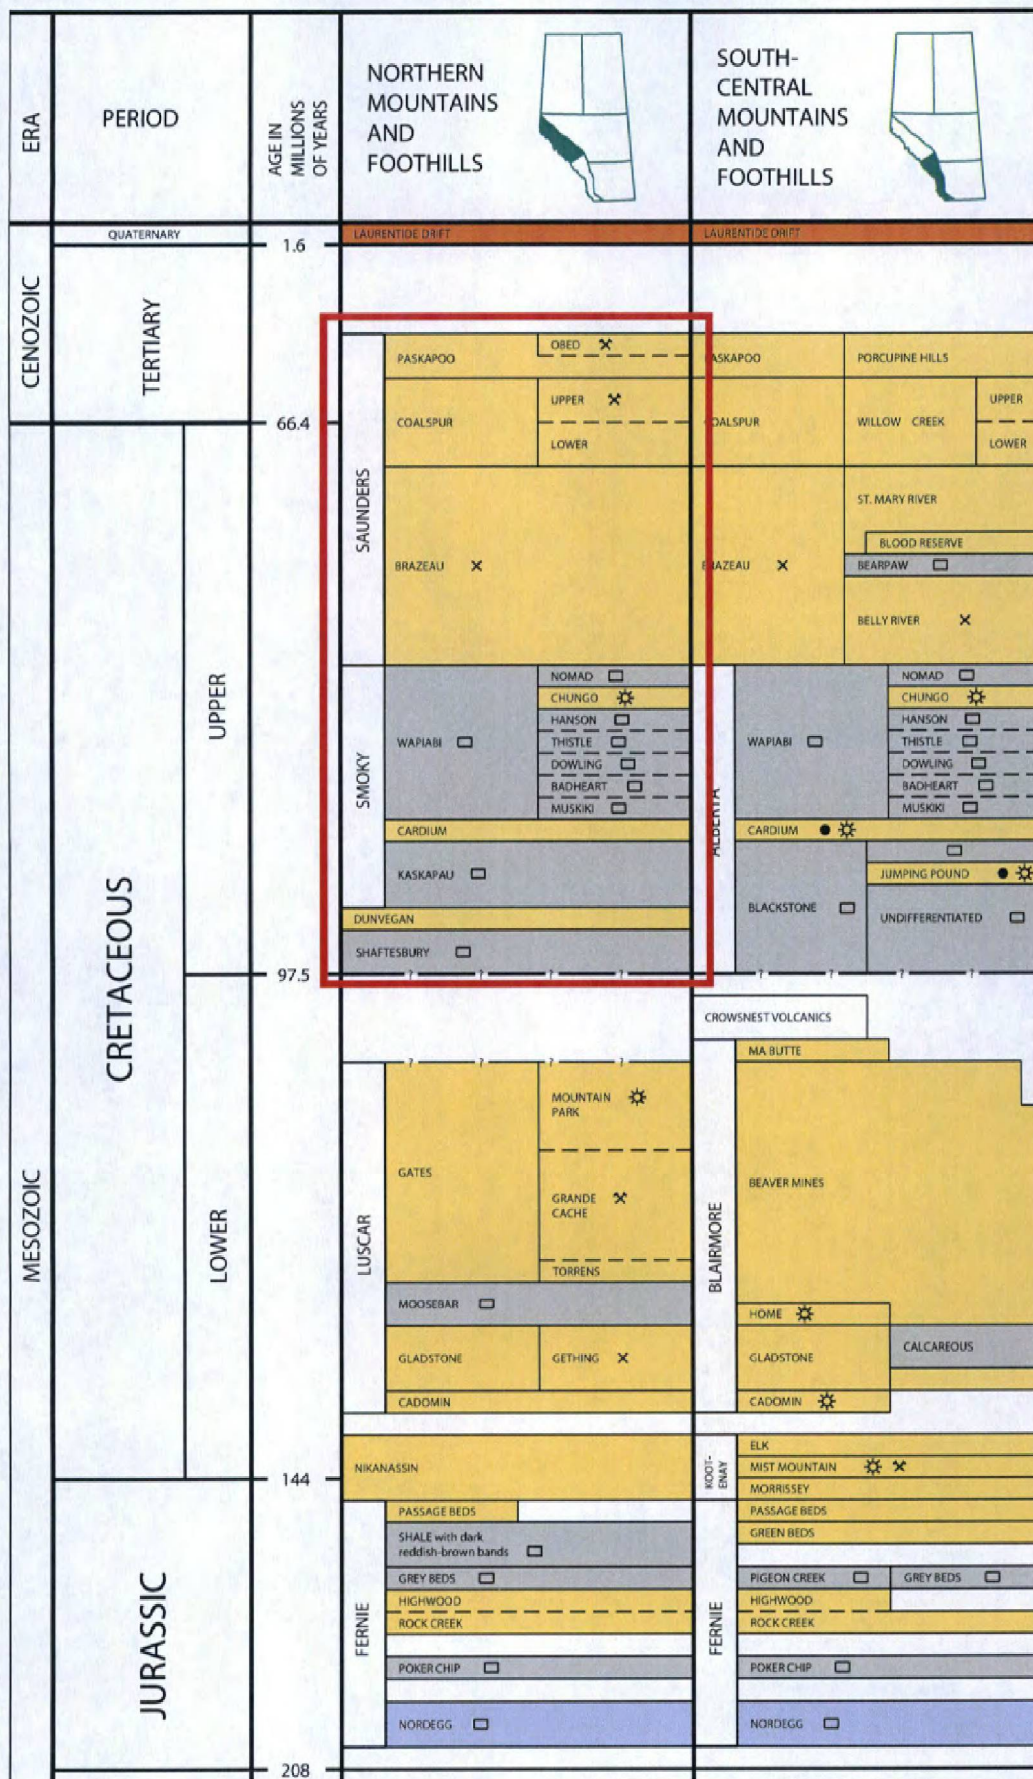 ERA
PERIOD
AGE IN
MILLIONS
OF YEARS
NORTHERN
MOUNTAINS
AND
FOOTHILLS
SOUTH-
CENTRAL
MOUNTAINS
AND
FOOTHILLS
CENOZOIC
QUATERNARY
1.6
LAURENTIDE DRIFT
LAURENTIDE DRIFT
TERTIARY
66.4
MESOZOIC
CRETACEOUS
UPPER
97.5
LOWER
144
JURASSIC
208
SAUNDERS
PASKAPOO
OBED
COALSPUR
UPPER
LOWER
BRAZEAU
SMOKY
WAPIABI
NOMAD
CHUNGO
HANSON
THISTLE
DOWLING
BADHEART
MUSKIKI
CARDIUM
KASKAPAU
DUNVEGAN
SHAFTESBURY
? ? ? ?
? ? ? ?
LUSCAR
GATES
MOUNTAIN
PARK
GRANDE
CACHE
TORRENS
MOOSEBAR
GLADSTONE
GETHING
CADOMIN
NIKANASSIN
FERNIE
PASSAGE BEDS
SHALE with dark
reddish-brown bands
GREY BEDS
HIGHWOOD
ROCK CREEK
POKER CHIP
NORDEGG
ASKAPOO
PORCUPINE HILLS
OALSPUR
WILLOW CREEK
UPPER
LOWER
BRAZEAU
ST. MARY RIVER
BLOOD RESERVE
BEARPAW
BELLY RIVER
ALBERTA
WAPIABI
NOMAD
CHUNGO
HANSON
THISTLE
DOWLING
BADHEART
MUSKIKI
CARDIUM
BLACKSTONE
JUMPING POUND
UNDIFFERENTIATED
? ? ? ?
CROWSNEST VOLCANICS
BLAIRMORE
MA BUTTE
BEAVER MINES
HOME
GLADSTONE
CALCAREOUS
CADOMIN
KOOT-
ENAY
ELK
MIST MOUNTAIN
MORRISSEY
FERNIE
PASSAGE BEDS
GREEN BEDS
PIGEON CREEK
GREY BEDS
HIGHWOOD
ROCK CREEK
POKER CHIP
NORDEGG